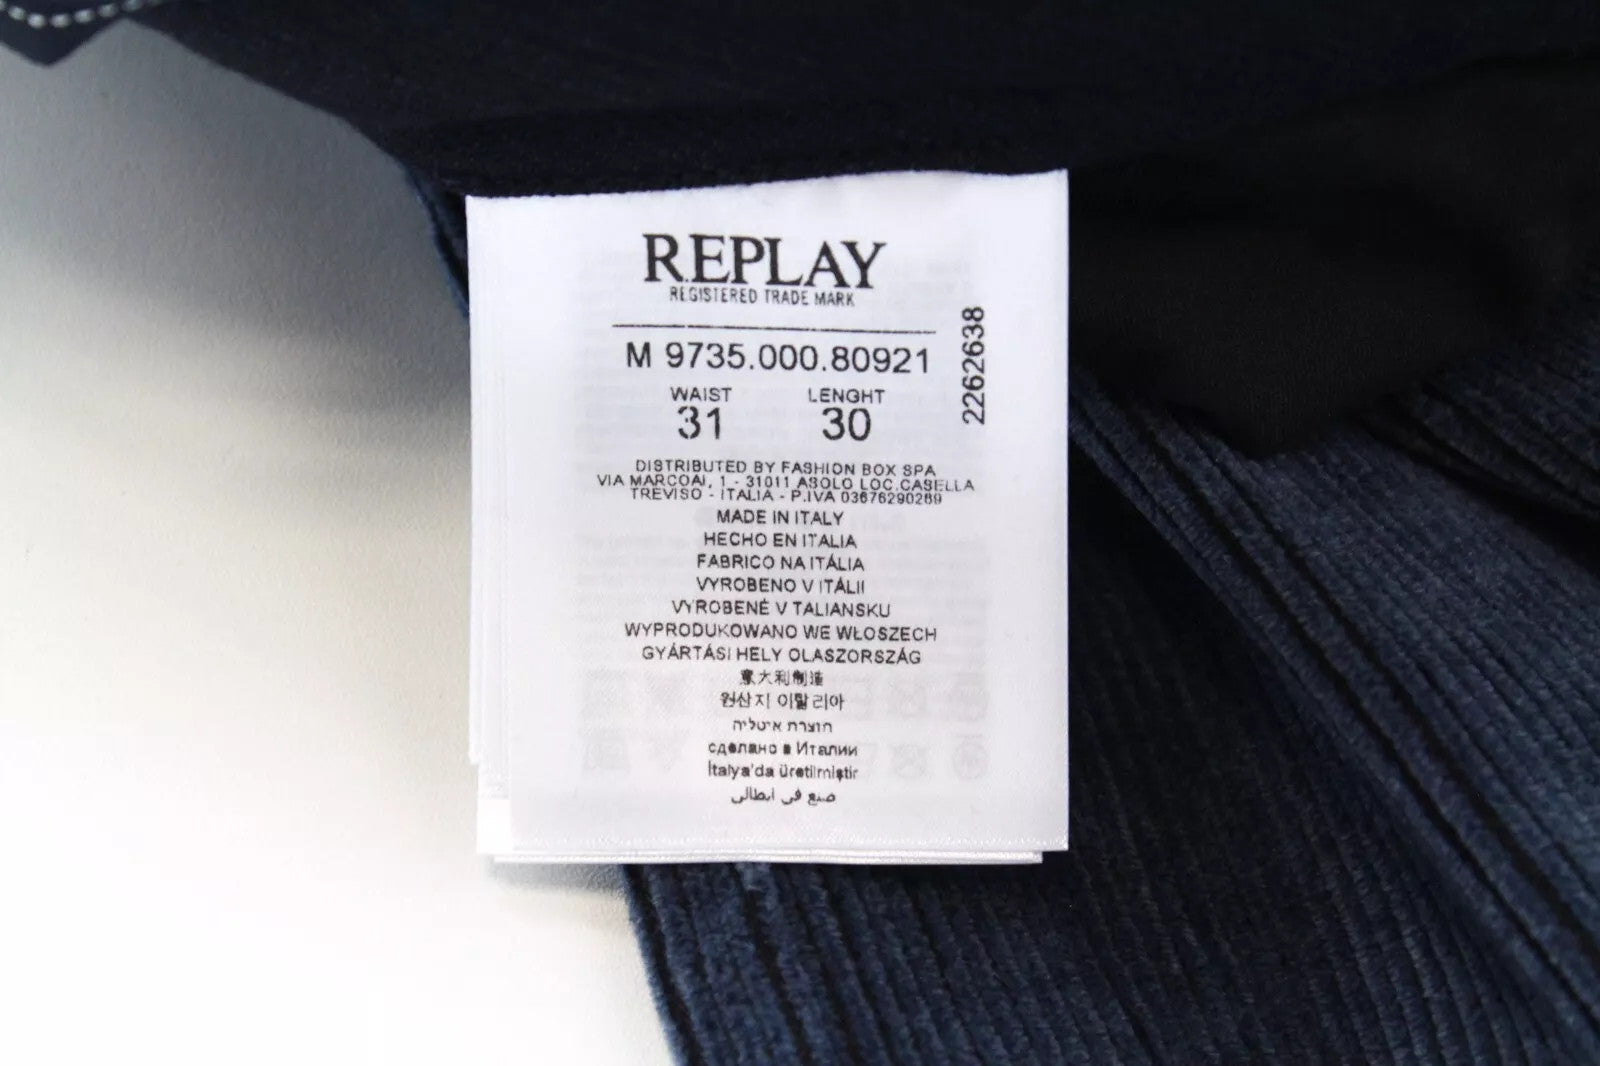 REPLAY
REGISTERED TRADE MARK
M 9735.000.80921
WAIST LENGHT
31 30
2262638
DISTRIBUTED BY FASHION BOX SPA
VIA MARCOAI, 1 - 31011 ASOLO LOC.CASELLA
TREVISO - ITALIA - P.IVA 03676290269
MADE IN ITALY
HECHO EN ITALIA
FABRICO NA ITÁLIA
VYROBENO V ITÁLII
VYROBENÉ V TALIANSKU
WYPRODUKOWANO WE WŁOSZECH
GYÁRTÁSI HELY OLASZORSZÁG
意大利制造
원산지 이탈리아
תוצרת איטליה
сделано в Италии
İtalya'da üretilmiştir
صنع في ايطالي